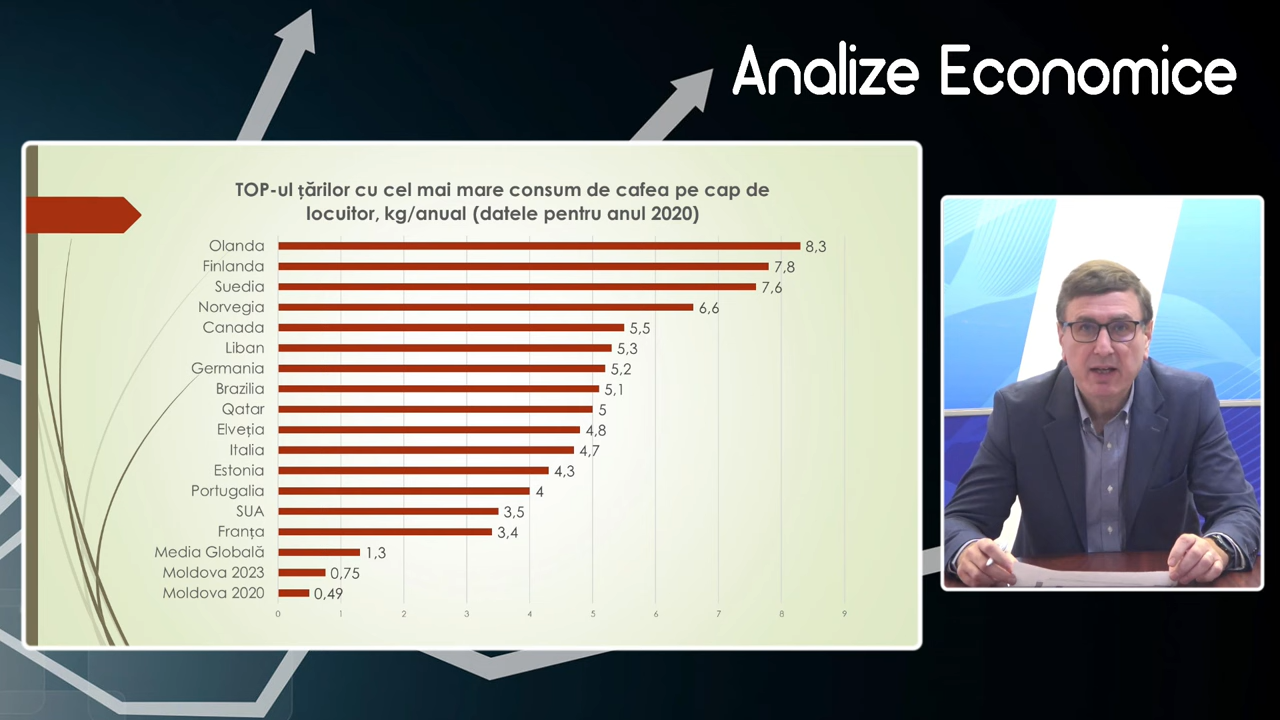 Analize Economice
TOP-ul țărilor cu cel mai mare consum de cafea pe cap de
locuitor, kg/anual (datele pentru anul 2020)
Olanda 8,3
Finlanda 7,8
Suedia 7,6
Norvegia 6,6
Canada 5,5
Liban 5,3
Germania 5,2
Brazilia 5,1
Qatar 5
Elveția 4,8
Italia 4,7
Estonia 4,3
Portugalia 4
SUA 3,5
Franța 3,4
Media Globală 1,3
Moldova 2023 0,75
Moldova 2020 0,49
0 1 2 3 4 5 6 7 8 9